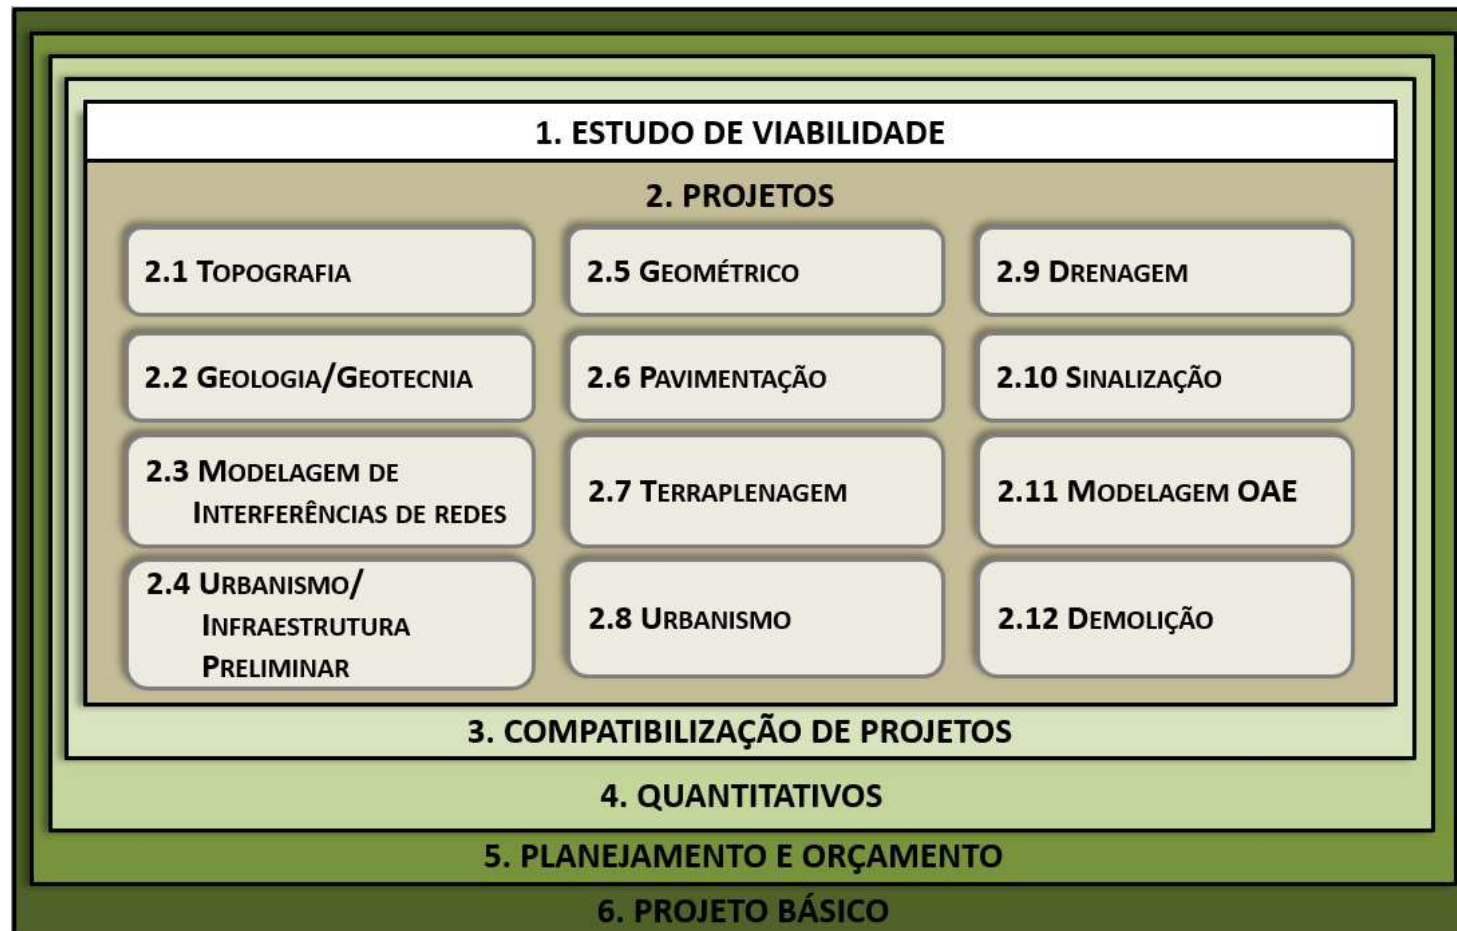 1. ESTUDO DE VIABILIDADE
2. PROJETOS
2.1 TOPOGRAFIA
2.2 GEOLOGIA/GEOTECNIA
2.3 MODELAGEM DE
INTERFERÊNCIAS DE REDES
2.4 URBANISMO/
INFRAESTRUTURA
PRELIMINAR
2.5 GEOMÉTRICO
2.6 PAVIMENTAÇÃO
2.7 TERRAPLENAGEM
2.8 URBANISMO
2.9 DRENAGEM
2.10 SINALIZAÇÃO
2.11 MODELAGEM OAE
2.12 DEMOLIÇÃO
3. COMPATIBILIZAÇÃO DE PROJETOS
4. QUANTITATIVOS
5. PLANEJAMENTO E ORÇAMENTO
6. PROJETO BÁSICO